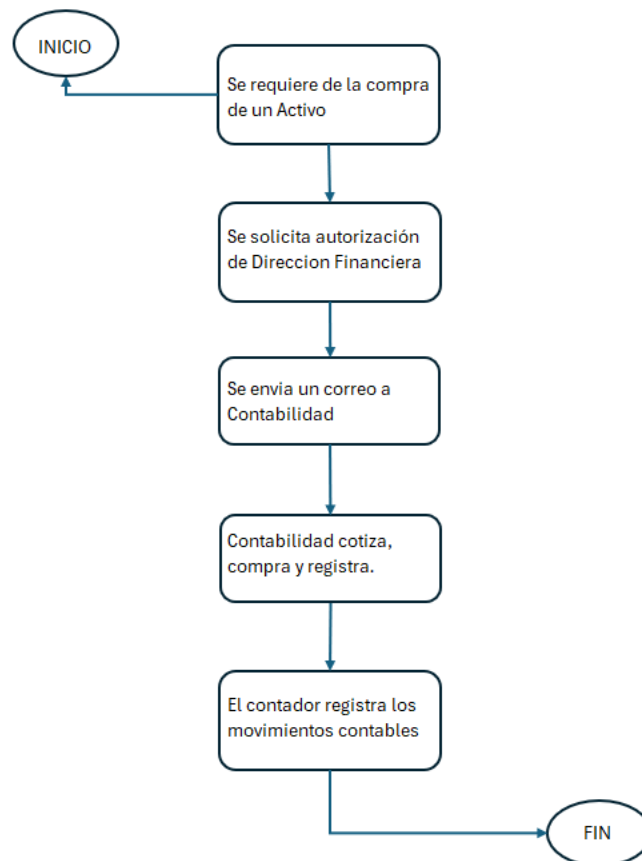 INICIO
Se requiere de la compra
de un Activo
Se solicita autorización
de Direccion Financiera
Se envia un correo a
Contabilidad
Contabilidad cotiza,
compra y registra.
El contador registra los
movimientos contables
FIN